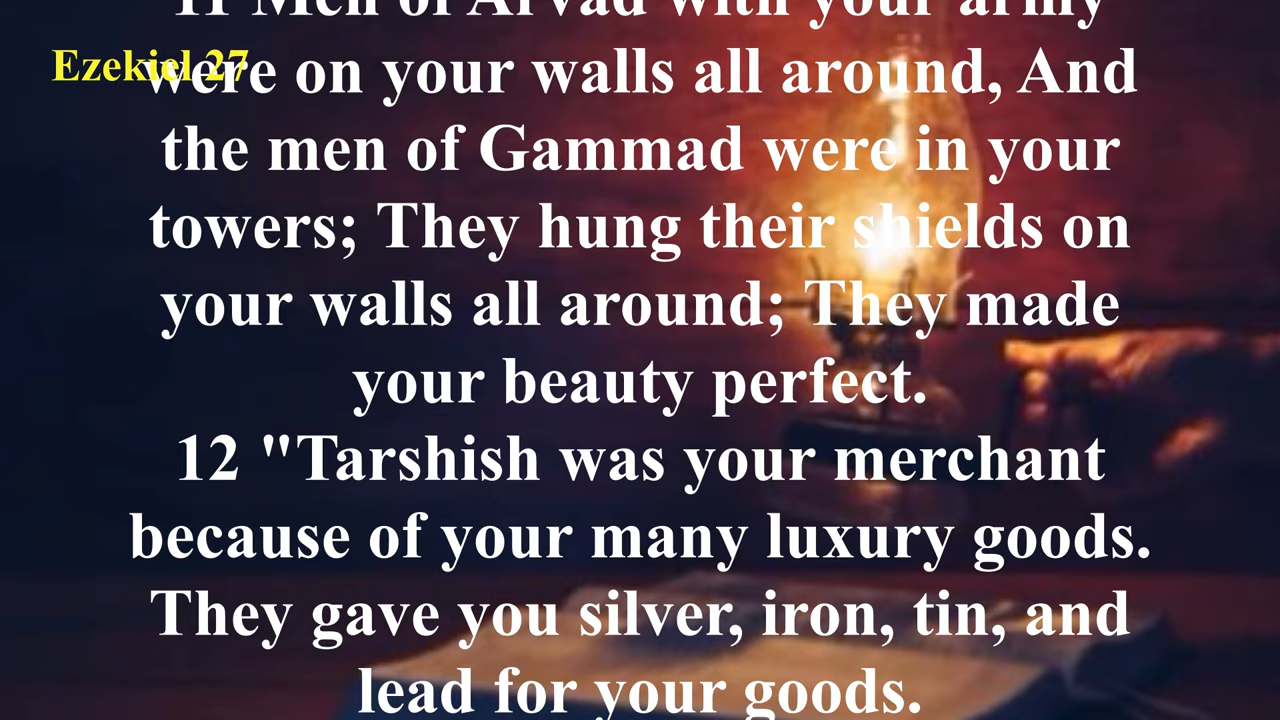 11 Men of Arvad with your army
Ezekiel 27
were on your walls all around, And
the men of Gammad were in your
towers; They hung their shields on
your walls all around; They made
your beauty perfect.
12 "Tarshish was your merchant
because of your many luxury goods.
They gave you silver, iron, tin, and
lead for your goods.